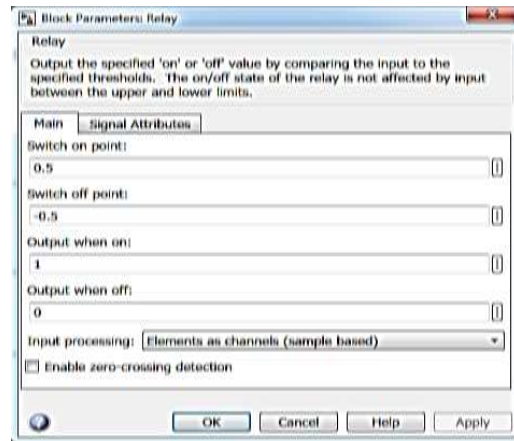 Block Parameters: Relay
Relay
Output the specified 'on' or 'off' value by comparing the input to the
specified thresholds. The on/off state of the relay is not affected by input
between the upper and lower limits.
Main Signal Attributes
Switch on point:
0.5
Switch off point:
-0.5
Output when on:
1
Output when off:
0
Input processing: Elements as channels (sample based)
Enable zero-crossing detection
OK Cancel Help Apply